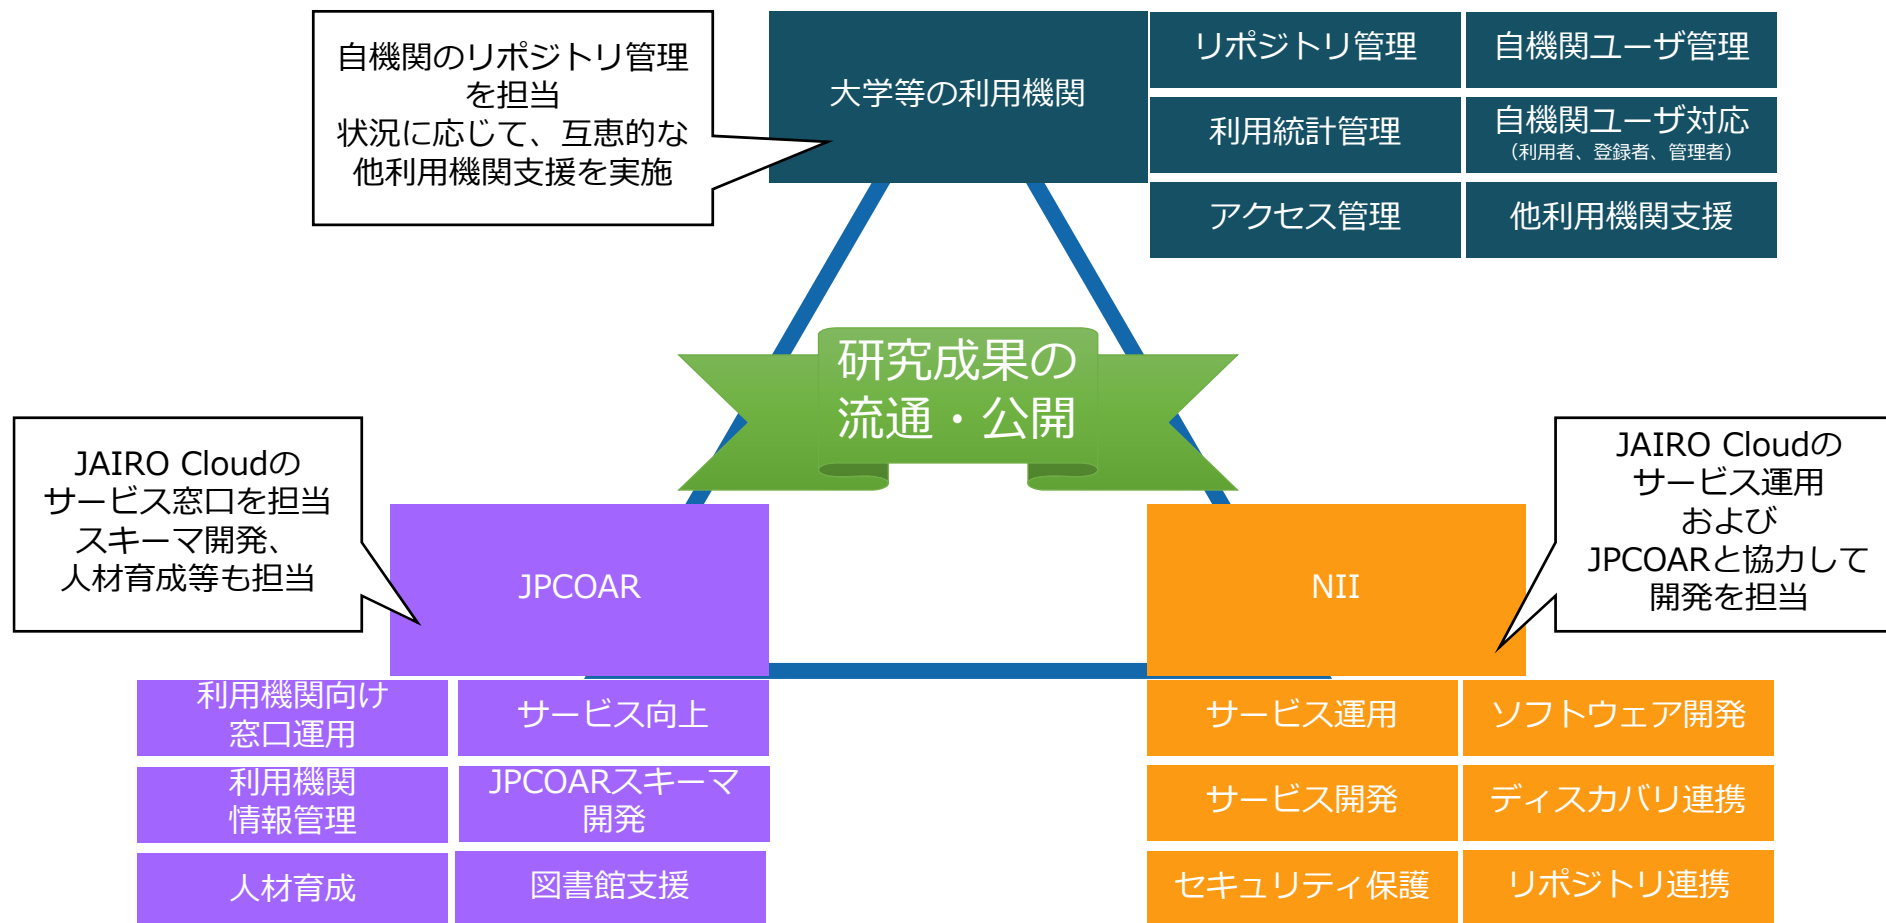 自機関のリポジトリ管理
を担当
状況に応じて、互恵的な
他利用機関支援を実施
大学等の利用機関
リポジトリ管理
自機関ユーザ管理
利用統計管理
自機関ユーザ対応
（利用者、登録者、管理者）
アクセス管理
他利用機関支援
研究成果の
流通・公開
JAIRO Cloudの
サービス窓口を担当
スキーマ開発、
人材育成等も担当
JPCOAR
NII
JAIRO Cloudの
サービス運用
および
JPCOARと協力して
開発を担当
利用機関向け
窓口運用
サービス向上
利用機関
情報管理
JPCOARスキーマ
開発
人材育成
図書館支援
サービス運用
ソフトウェア開発
サービス開発
ディスカバリ連携
セキュリティ保護
リポジトリ連携